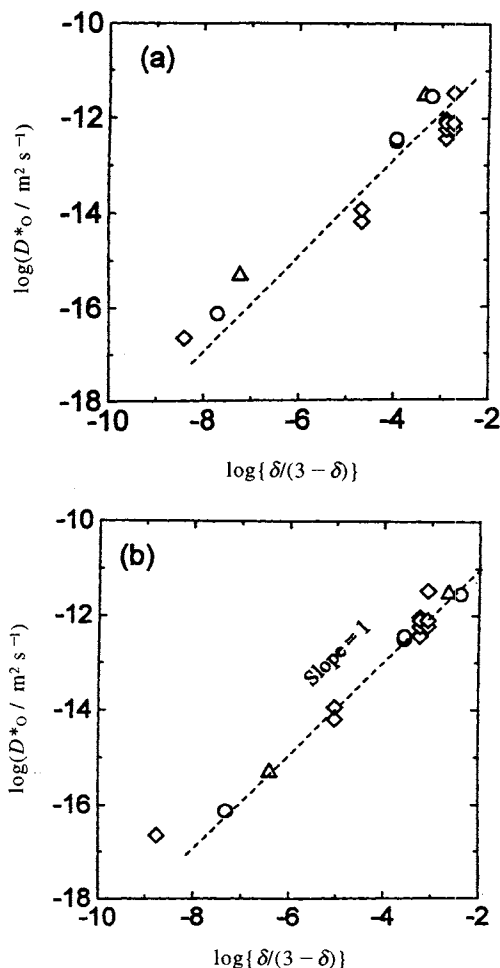 (a)
-10
-12
-14
-16
-18
log(D*O / m² s⁻¹)
-10 -8 -6 -4 -2
log{δ/(3 − δ)}
(b)
-10
-12
-14
-16
-18
log(D*O / m² s⁻¹)
Slope = 1
-10 -8 -6 -4 -2
log{δ/(3 − δ)}